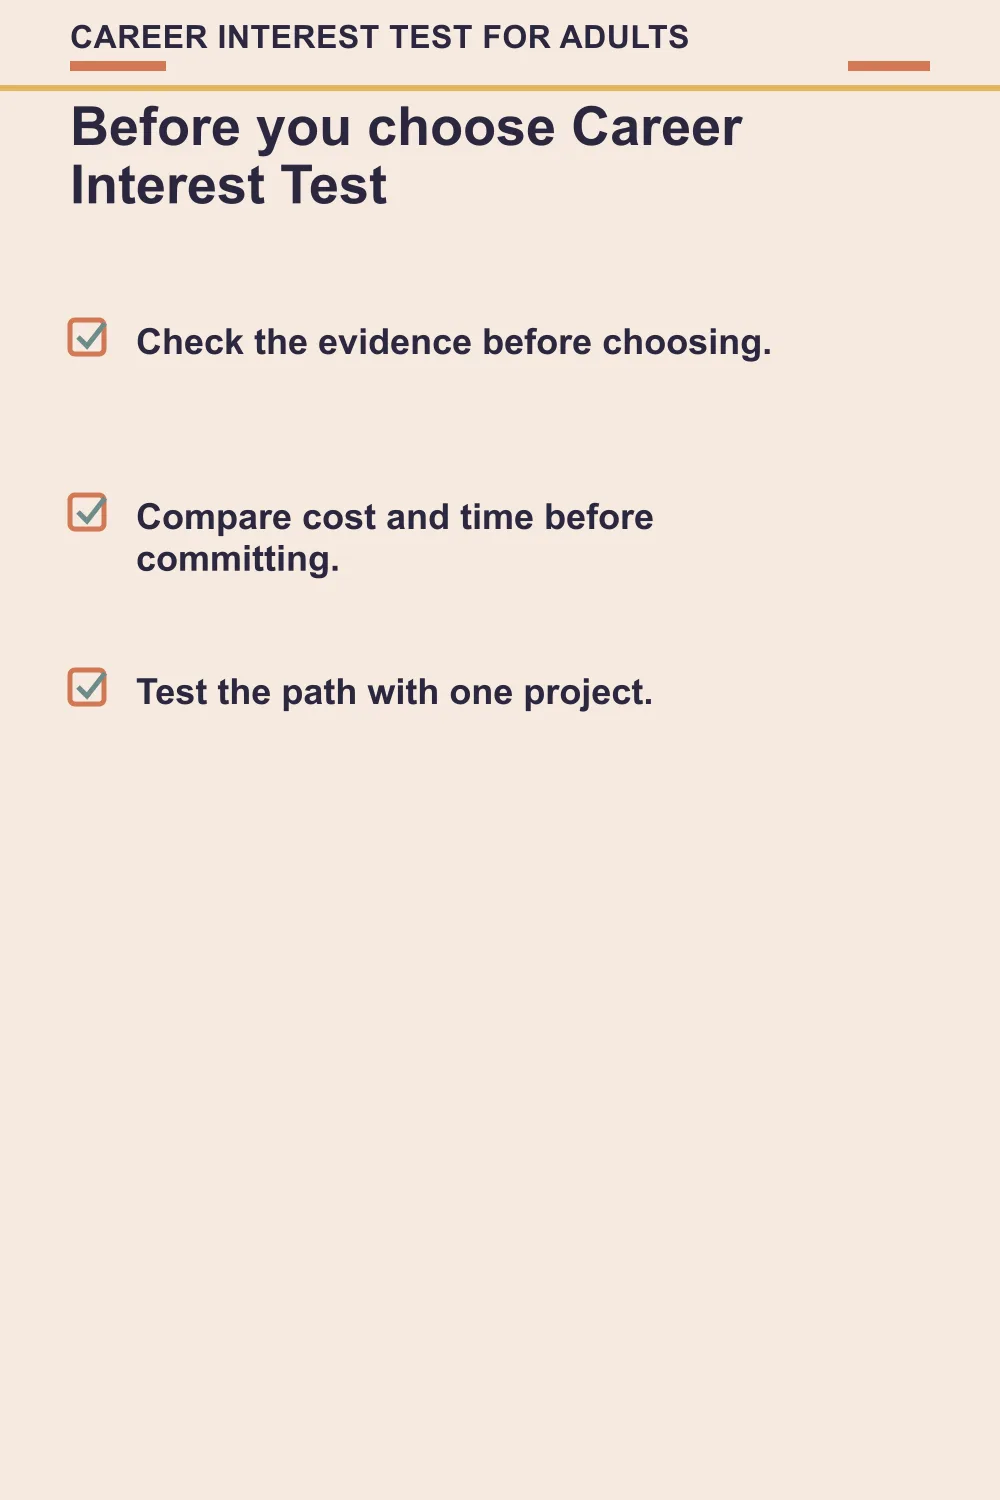 CAREER INTEREST TEST FOR ADULTS
Before you choose Career
Interest Test
Check the evidence before choosing.
Compare cost and time before
committing.
Test the path with one project.